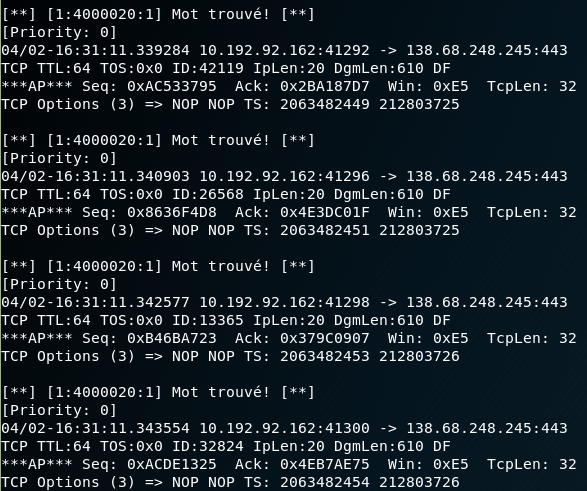 [**] [1:4000020:1] Mot trouvé! [**]
[Priority: 0]
04/02-16:31:11.339284 10.192.92.162:41292 -> 138.68.248.245:443
TCP TTL:64 TOS:0x0 ID:42119 IpLen:20 DgmLen:610 DF
***AP*** Seq: 0xAC533795  Ack: 0x2BA187D7  Win: 0xE5  TcpLen: 32
TCP Options (3) => NOP NOP TS: 2063482449 212803725

[**] [1:4000020:1] Mot trouvé! [**]
[Priority: 0]
04/02-16:31:11.340903 10.192.92.162:41296 -> 138.68.248.245:443
TCP TTL:64 TOS:0x0 ID:26568 IpLen:20 DgmLen:610 DF
***AP*** Seq: 0x8636F4D8  Ack: 0x4E3DC01F  Win: 0xE5  TcpLen: 32
TCP Options (3) => NOP NOP TS: 2063482451 212803725

[**] [1:4000020:1] Mot trouvé! [**]
[Priority: 0]
04/02-16:31:11.342577 10.192.92.162:41298 -> 138.68.248.245:443
TCP TTL:64 TOS:0x0 ID:13365 IpLen:20 DgmLen:610 DF
***AP*** Seq: 0xB46BA723  Ack: 0x379C0907  Win: 0xE5  TcpLen: 32
TCP Options (3) => NOP NOP TS: 2063482453 212803726

[**] [1:4000020:1] Mot trouvé! [**]
[Priority: 0]
04/02-16:31:11.343554 10.192.92.162:41300 -> 138.68.248.245:443
TCP TTL:64 TOS:0x0 ID:32824 IpLen:20 DgmLen:610 DF
***AP*** Seq: 0xACDE1325  Ack: 0x4EB7AE75  Win: 0xE5  TcpLen: 32
TCP Options (3) => NOP NOP TS: 2063482454 212803726